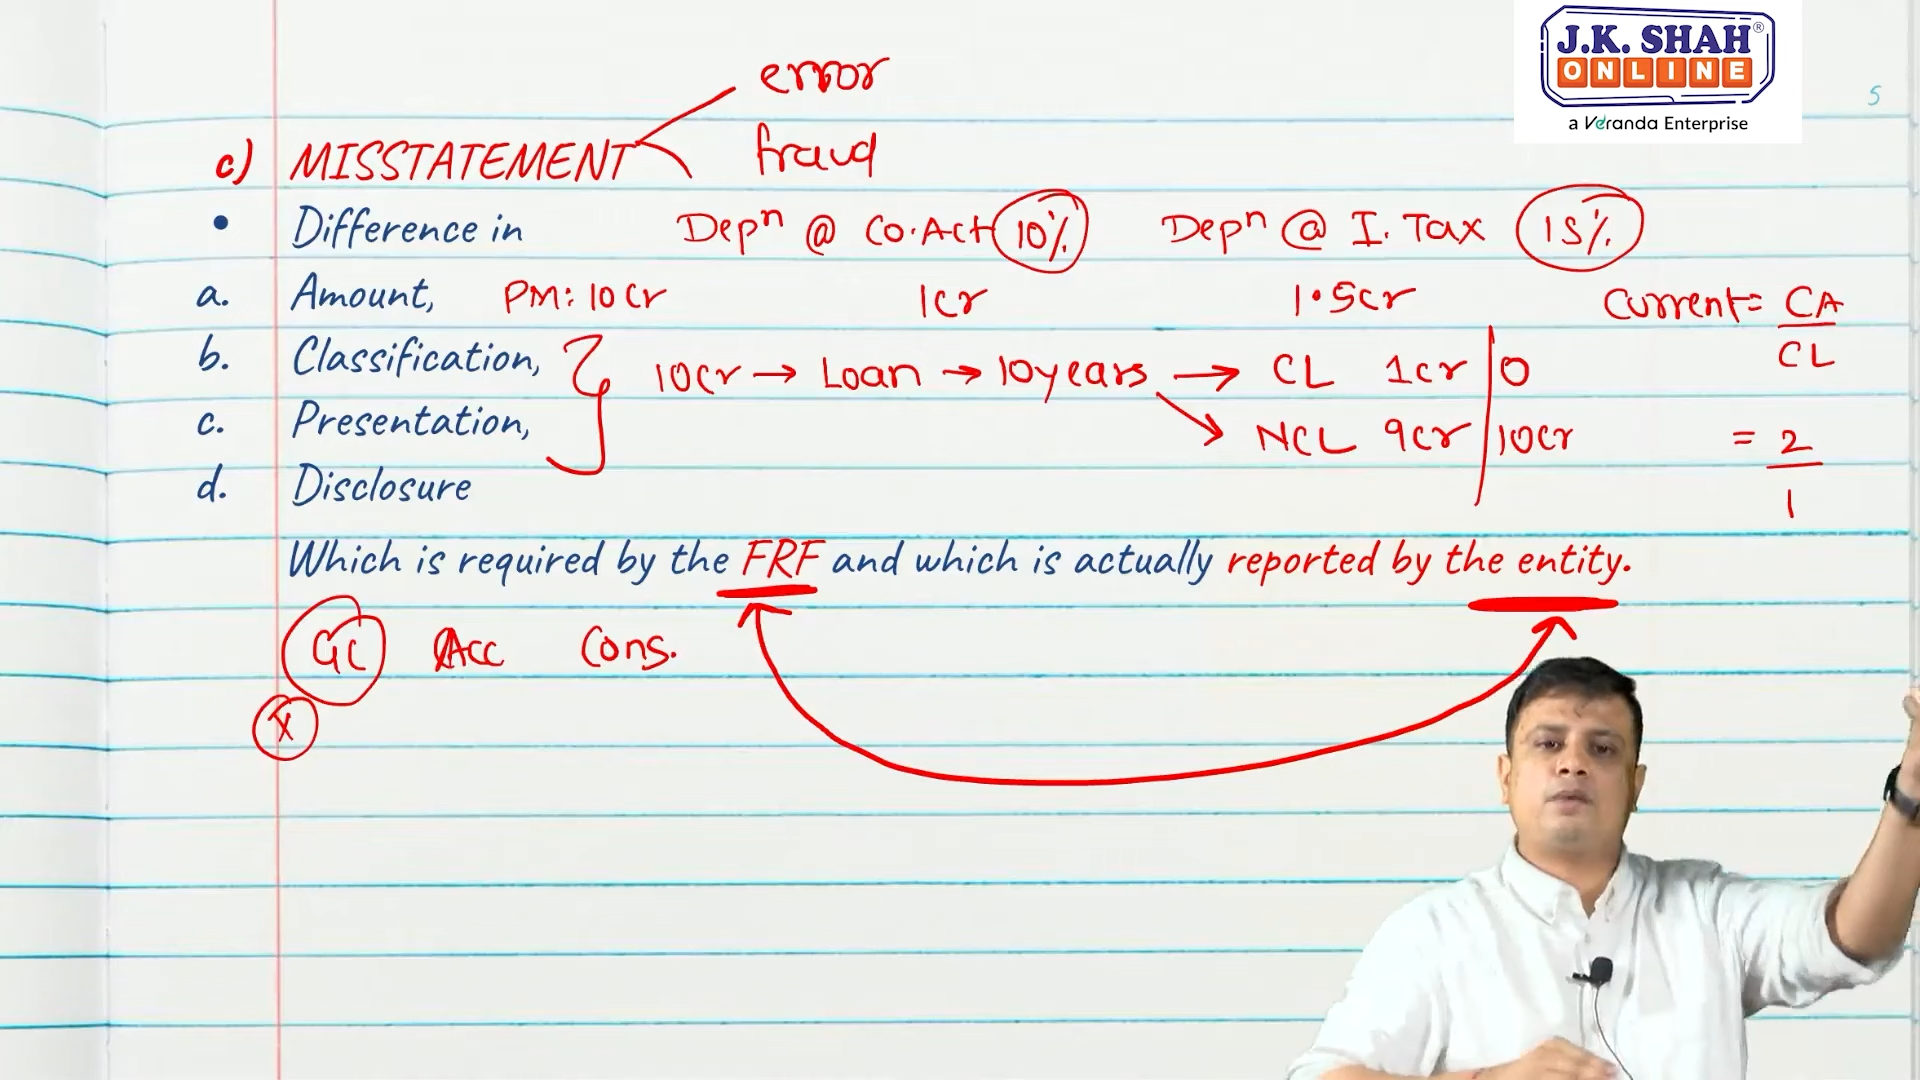 J.K. SHAH®
ONLINE
a Veranda Enterprise
5
error
fraud
c) MISSTATEMENT
• Difference in Depⁿ @ Co. Act 10% Depⁿ @ I. Tax 15%
a. Amount, PM: 10 Cr 1cr 1.5cr Current = CA
CL
b. Classification, 10cr → Loan → 10years → CL 1cr 0
c. Presentation, NCL 9cr 10cr = 2
1
d. Disclosure
Which is required by the FRF and which is actually reported by the entity.
GC Acc Cons.
X